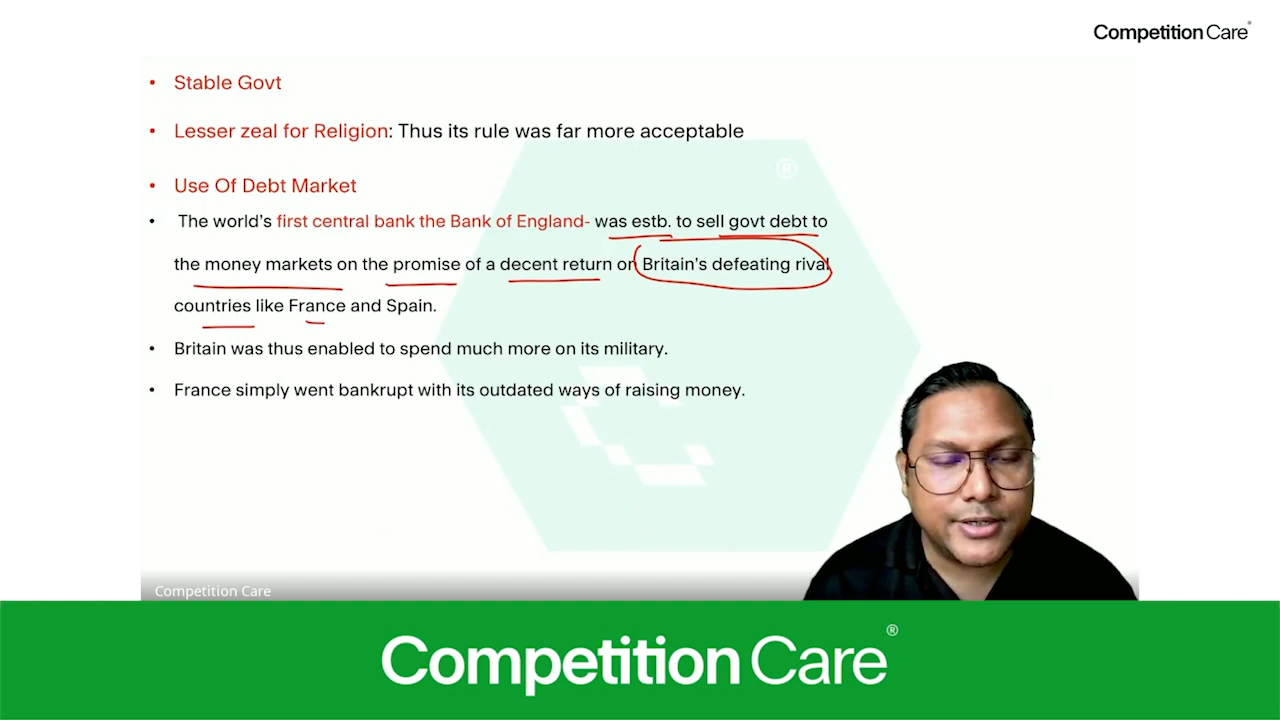 Competition Care®
• Stable Govt
• Lesser zeal for Religion: Thus its rule was far more acceptable
®
• Use Of Debt Market
• The world's first central bank the Bank of England- was estb. to sell govt debt to
the money markets on the promise of a decent return on Britain's defeating rival
countries like France and Spain.
• Britain was thus enabled to spend much more on its military.
• France simply went bankrupt with its outdated ways of raising money.
Competition Care
Competition Care®